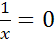 1/x = 0